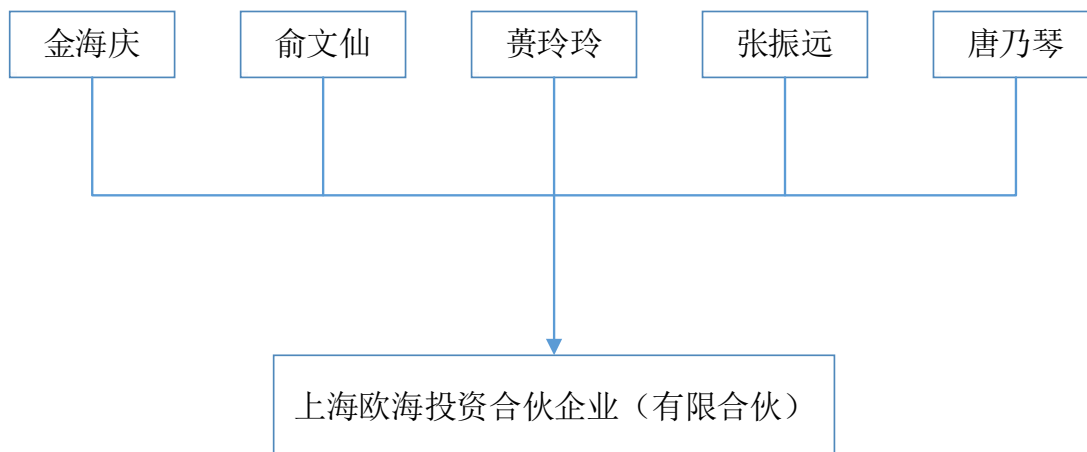 金海庆
俞文仙
蒉玲玲
张振远
唐乃琴
上海欧海投资合伙企业（有限合伙）